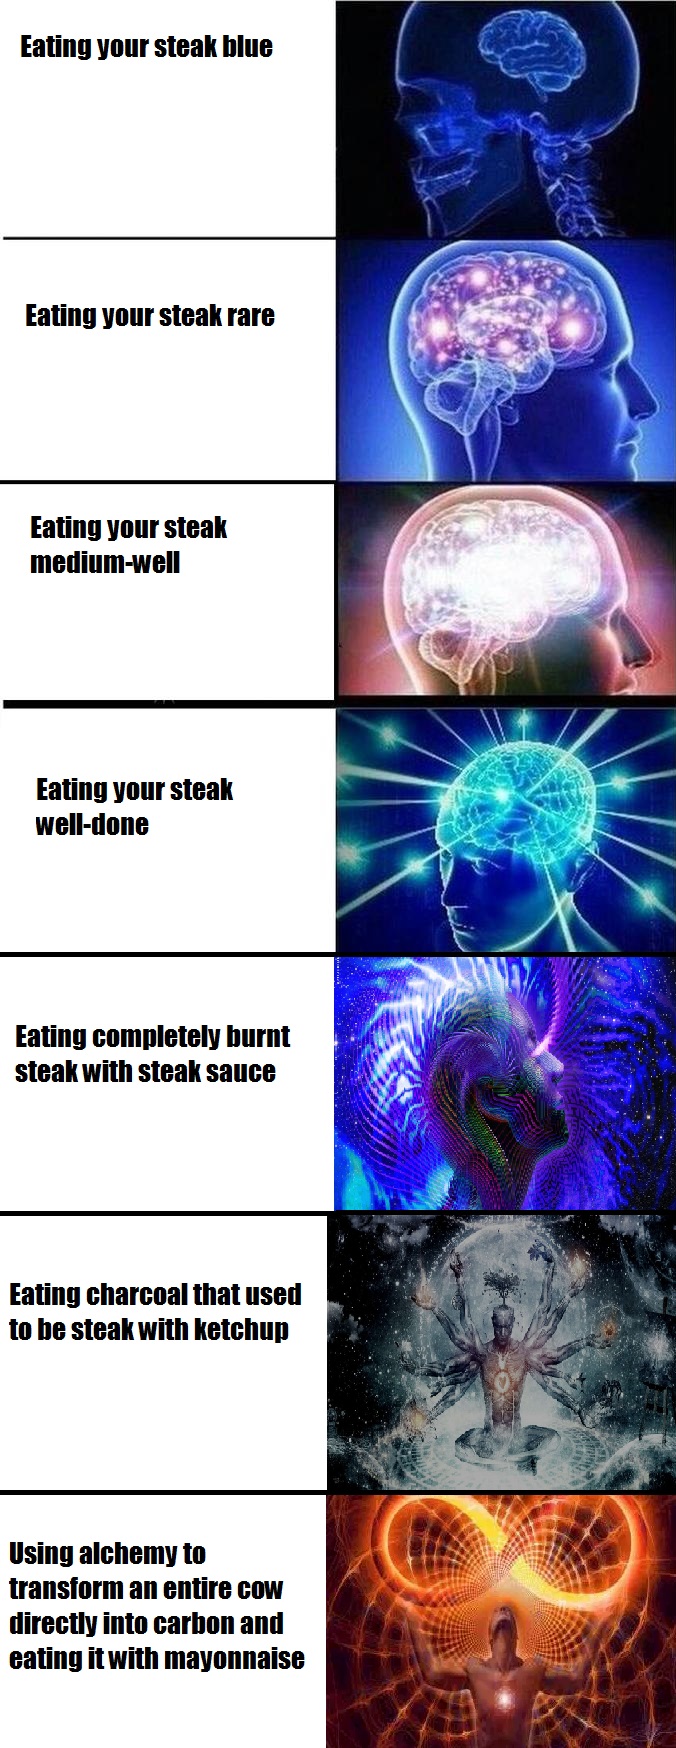 Eating your steak blue
Eating your steak rare
Eating your steak
medium-well
Eating your steak
well-done
Eating completely burnt
steak with steak sauce
Eating charcoal that used
to be steak with ketchup
Using alchemy to
transform an entire cow
directly into carbon and
eating it with mayonnaise